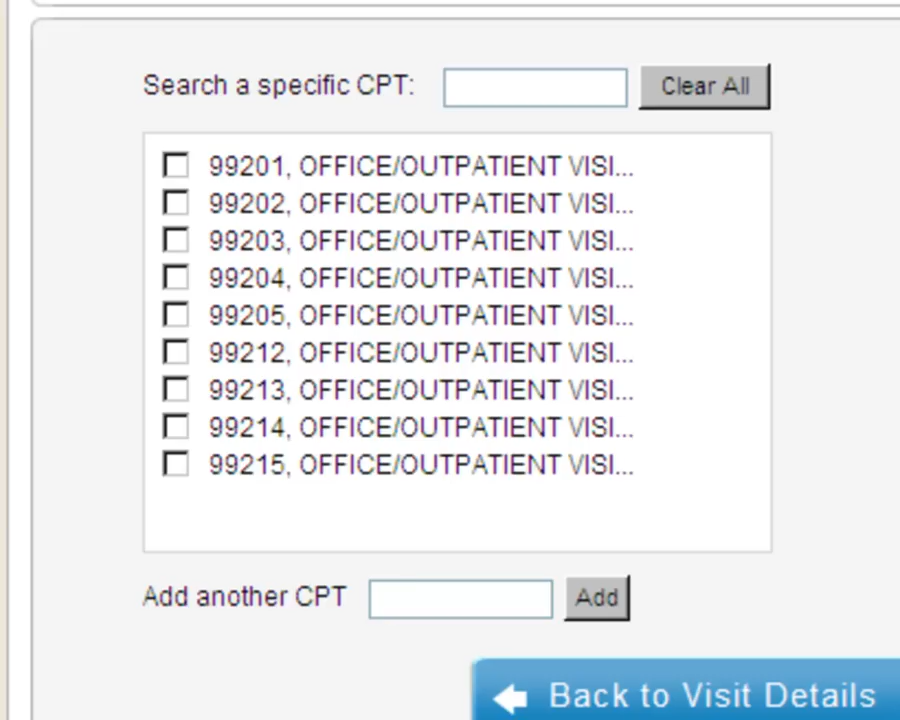 Search a specific CPT: Clear All
99201, OFFICE/OUTPATIENT VISI...
99202, OFFICE/OUTPATIENT VISI...
99203, OFFICE/OUTPATIENT VISI...
99204, OFFICE/OUTPATIENT VISI...
99205, OFFICE/OUTPATIENT VISI...
99212, OFFICE/OUTPATIENT VISI...
99213, OFFICE/OUTPATIENT VISI...
99214, OFFICE/OUTPATIENT VISI...
99215, OFFICE/OUTPATIENT VISI...
Add another CPT Add
Back to Visit Details